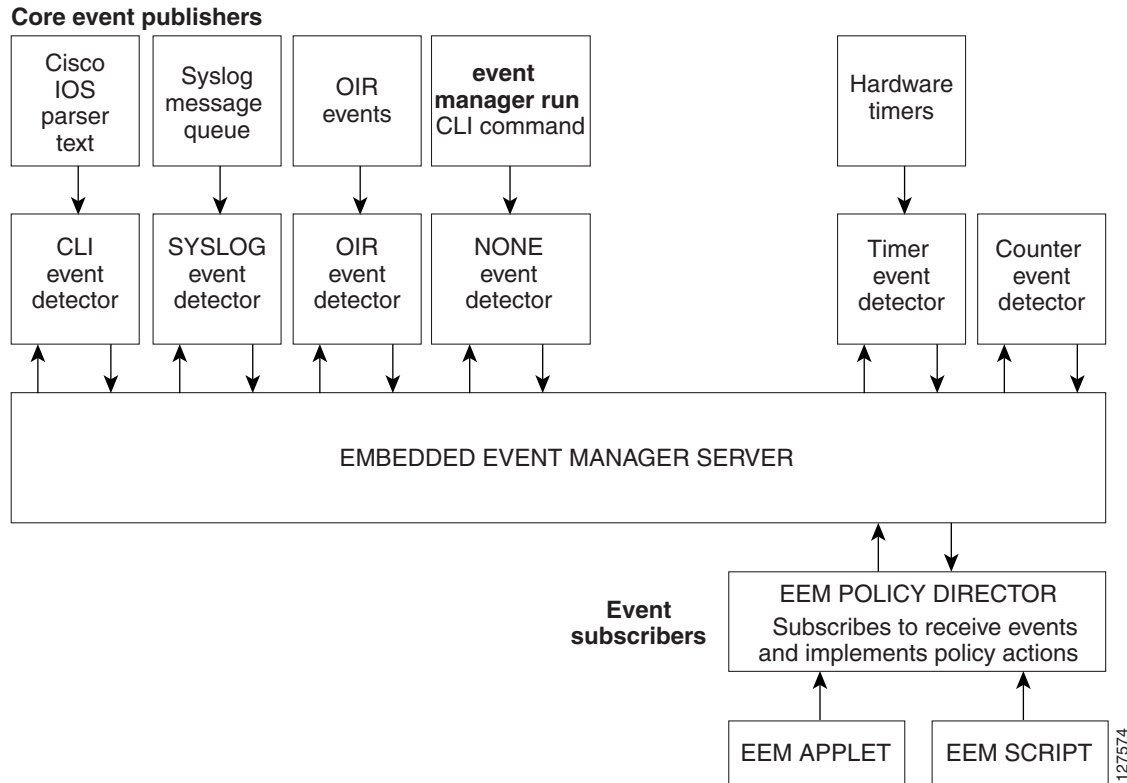 Core event publishers
Cisco
IOS
parser
text
Syslog
message
queue
OIR
events
event
manager run
CLI command
Hardware
timers
CLI
event
detector
SYSLOG
event
detector
OIR
event
detector
NONE
event
detector
Timer
event
detector
Counter
event
detector
EMBEDDED EVENT MANAGER SERVER
Event
subscribers
EEM POLICY DIRECTOR
Subscribes to receive events
and implements policy actions
EEM APPLET
EEM SCRIPT
127574